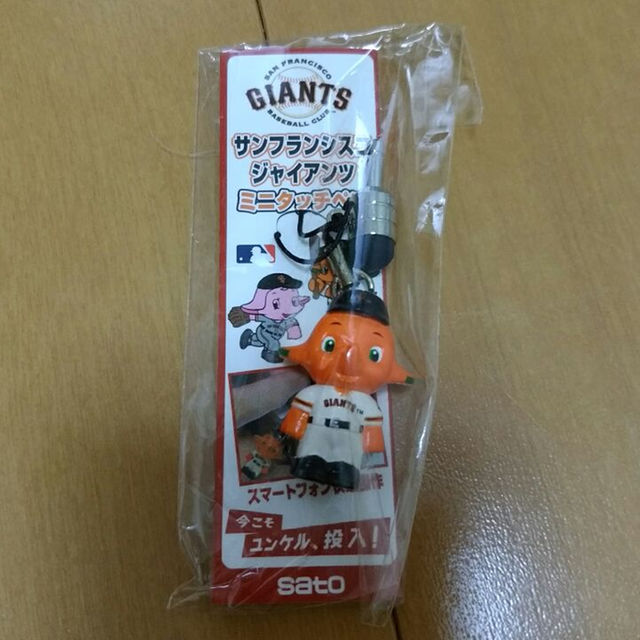 SAN FRANCISCO
GIANTS
BASEBALL CLUB
サンフランシスコ
ジャイアンツ
ミニタッチペ
GIANTS
スマートフォン
作
今こそ
ユンケル、投入!
sato